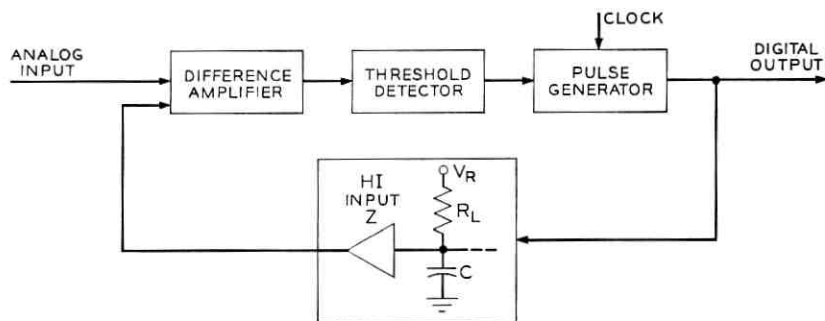 CLOCK
ANALOG
INPUT
DIFFERENCE
AMPLIFIER
THRESHOLD
DETECTOR
PULSE
GENERATOR
DIGITAL
OUTPUT
HI
INPUT
Z
VR
RL
C